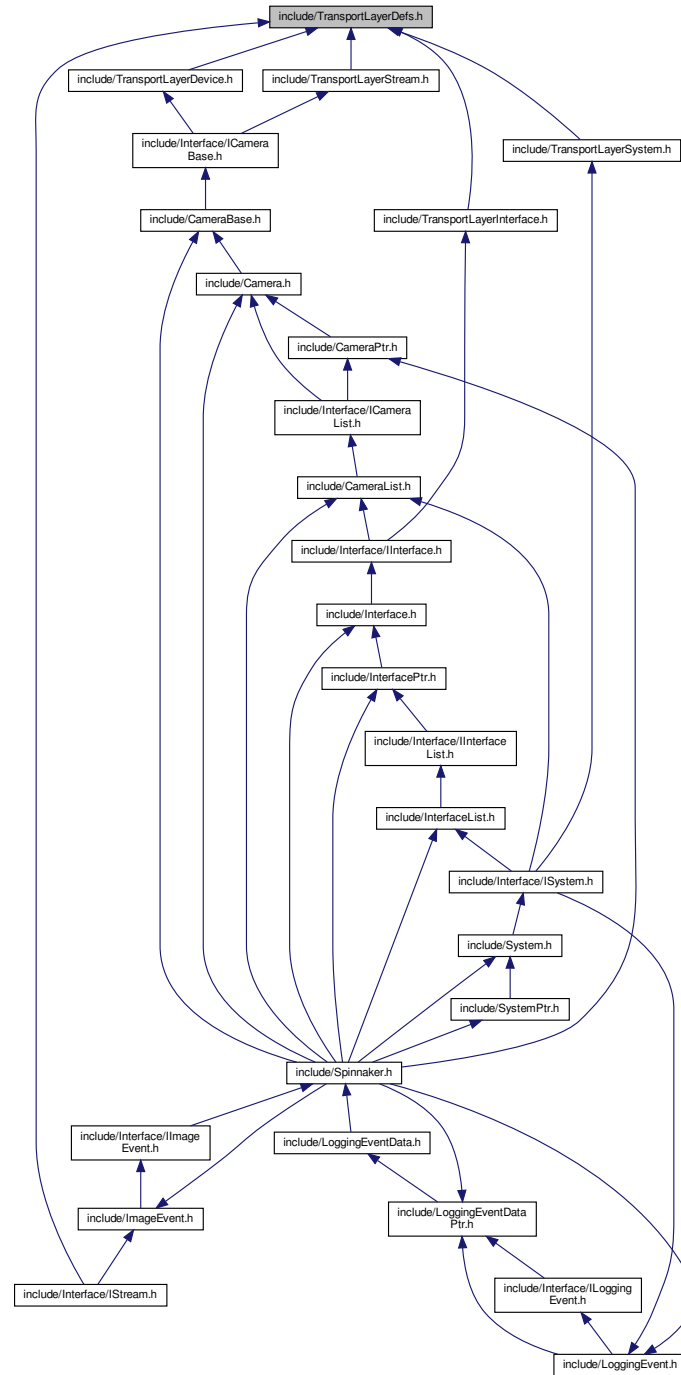 include/TransportLayerDefs.h
include/TransportLayerDevice.h
include/TransportLayerStream.h
include/Interface/ICamera
Base.h
include/TransportLayerSystem.h
include/CameraBase.h
include/TransportLayerInterface.h
include/Camera.h
include/CameraPtr.h
include/Interface/ICamera
List.h
include/CameraList.h
include/Interface/IInterface.h
include/Interface.h
include/InterfacePtr.h
include/Interface/IInterface
List.h
include/InterfaceList.h
include/Interface/ISystem.h
include/System.h
include/SystemPtr.h
include/Spinnaker.h
include/Interface/IImage
Event.h
include/LoggingEventData.h
include/ImageEvent.h
include/LoggingEventData
Ptr.h
include/Interface/IStream.h
include/Interface/ILogging
Event.h
include/LoggingEvent.h